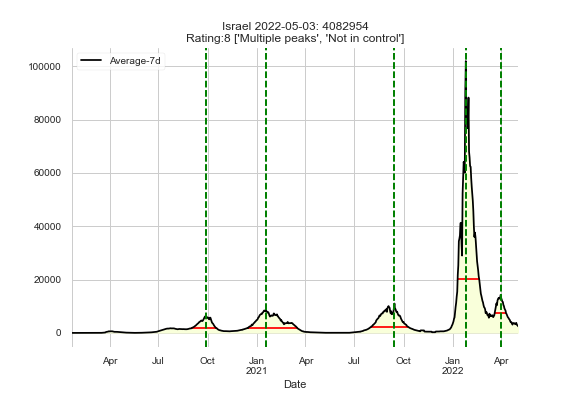 Israel 2022-05-03: 4082954
Rating:8 ['Multiple peaks', 'Not in control']
Average-7d
100000
80000
60000
40000
20000
0
Apr Jul Oct Jan Apr Jul Oct Jan Apr
2021 2022
Date